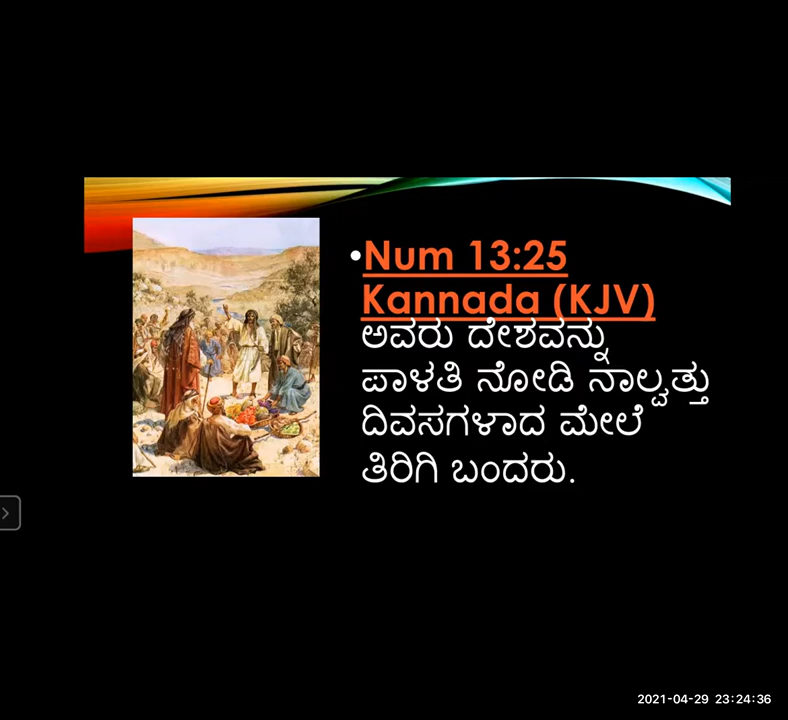 •Num 13:25
Kannada (KJV)
ಅವರು ದೇಶವನ್ನು
ಪಾಳತಿ ನೋಡಿ ನಾಲ್ವತ್ತು
ದಿವಸಗಳಾದ ಮೇಲೆ
ತಿರಿಗಿ ಬಂದರು.
2021-04-29 23:24:36